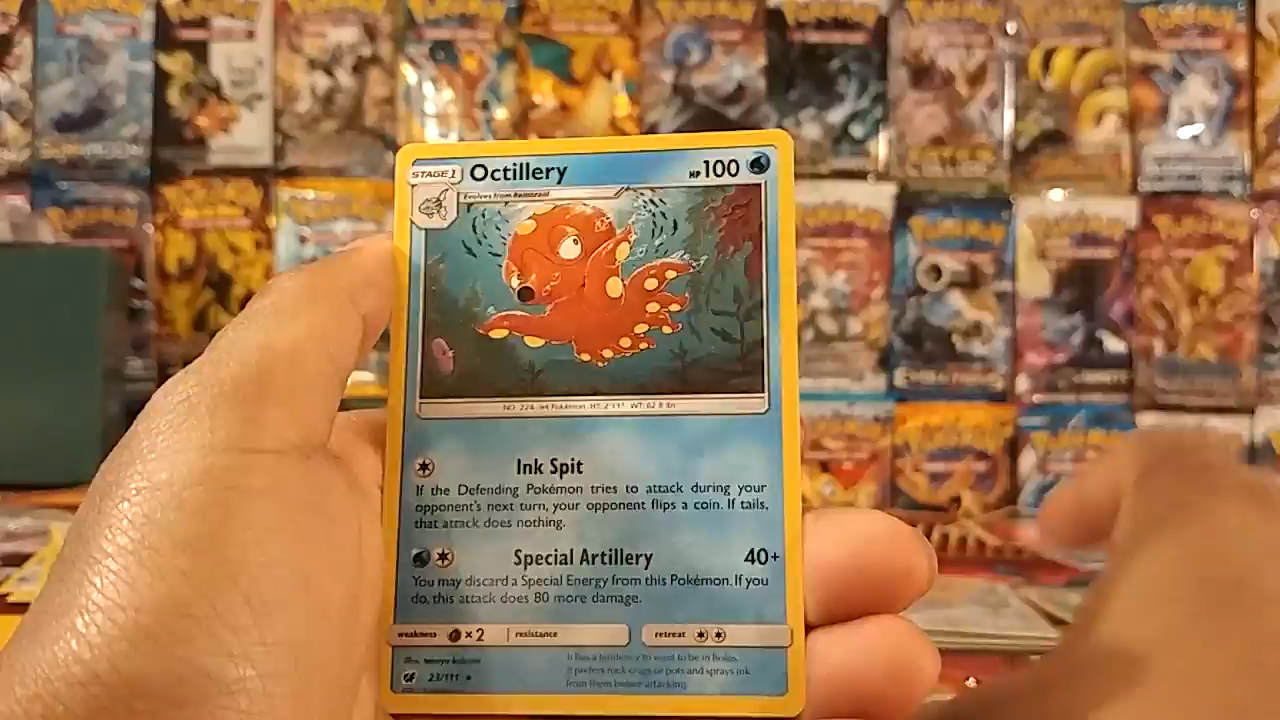 STAGE 1 Octillery HP 100
Evolves from Remoraid
NO. 224 Jet Pokémon HT: 2'11" WT: 62.8 lbs
Ink Spit
If the Defending Pokémon tries to attack during your
opponent's next turn, your opponent flips a coin. If tails,
that attack does nothing.
Special Artillery 40+
You may discard a Special Energy from this Pokémon. If you
do, this attack does 80 more damage.
weakness ×2 resistance retreat
23/111
It has a tendency to want to be in holes.
It prefers rock crags or pots and sprays ink
from them before attacking.